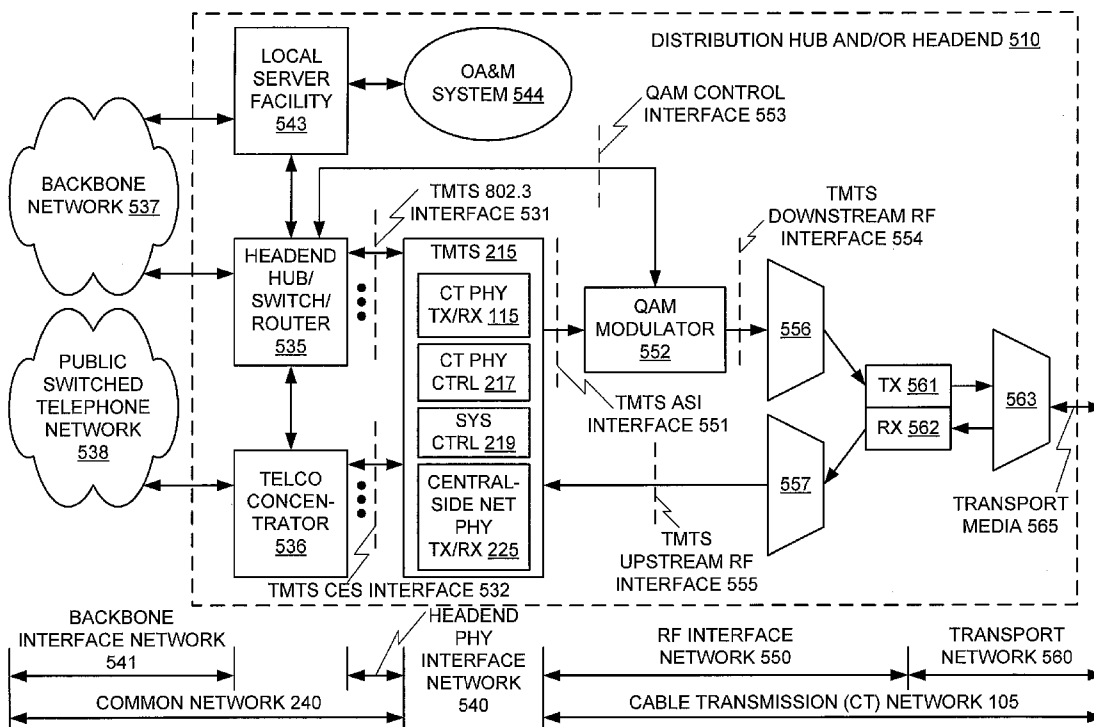 DISTRIBUTION HUB AND/OR HEADEND 510
LOCAL
SERVER
FACILITY
543
OA&M
SYSTEM 544
QAM CONTROL
INTERFACE 553
BACKBONE
NETWORK 537
TMTS 802.3
INTERFACE 531
TMTS
DOWNSTREAM RF
INTERFACE 554
HEADEND
HUB/
SWITCH/
ROUTER
535
TMTS 215
CT PHY
TX/RX 115
CT PHY
CTRL 217
SYS
CTRL 219
CENTRAL-
SIDE NET
PHY
TX/RX 225
QAM
MODULATOR
552
556
TX 561
RX 562
563
557
TMTS ASI
INTERFACE 551
PUBLIC
SWITCHED
TELEPHONE
NETWORK
538
TELCO
CONCEN-
TRATOR
536
TRANSPORT
MEDIA 565
TMTS
UPSTREAM RF
INTERFACE 555
TMTS CES INTERFACE 532
BACKBONE
INTERFACE NETWORK
541
HEADEND
PHY
INTERFACE
NETWORK
540
RF INTERFACE
NETWORK 550
TRANSPORT
NETWORK 560
COMMON NETWORK 240
CABLE TRANSMISSION (CT) NETWORK 105